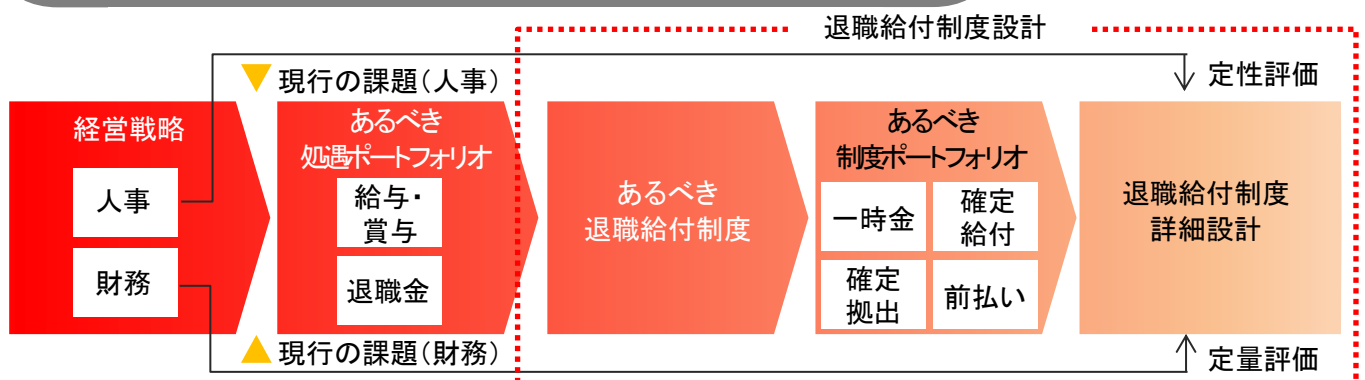 退職給付制度設計
現行の課題(人事)
定性評価
経営戦略
人事
財務
あるべき
処遇ポートフォリオ
給与・
賞与
退職金
あるべき
退職給付制度
あるべき
制度ポートフォリオ
一時金
確定
給付
確定
拠出
前払い
退職給付制度
詳細設計
現行の課題(財務)
定量評価